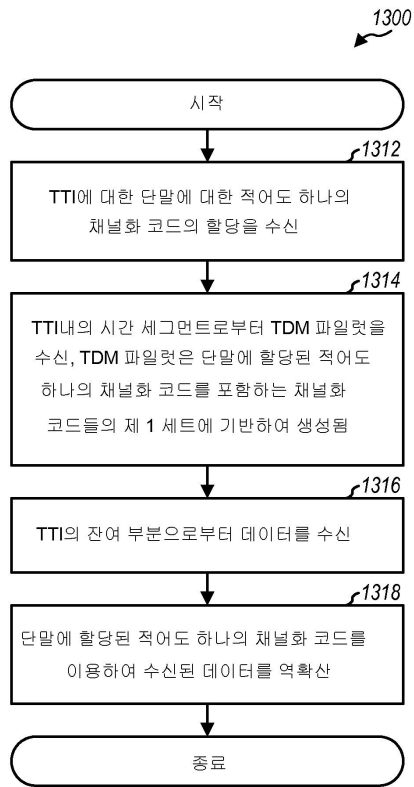 1300
시작
1312
TTI에 대한 단말에 대한 적어도 하나의
채널화 코드의 할당을 수신
1314
TTI내의 시간 세그먼트로부터 TDM 파일럿을
수신, TDM 파일럿은 단말에 할당된 적어도
하나의 채널화 코드를 포함하는 채널화
코드들의 제 1 세트에 기반하여 생성됨
1316
TTI의 잔여 부분으로부터 데이터를 수신
1318
단말에 할당된 적어도 하나의 채널화 코드를
이용하여 수신된 데이터를 역확산
종료